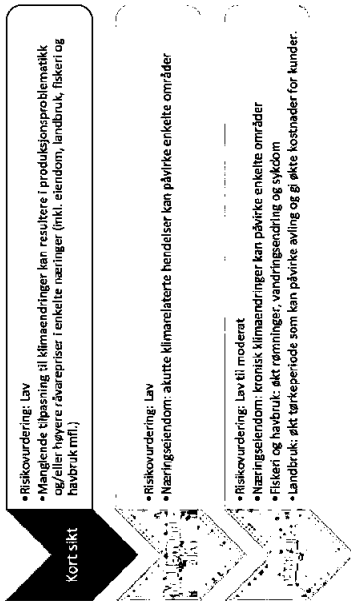 Kort sikt
•Risikovurdering: Lav
•Manglende tilpasning til klimaendringer kan resultere i produksjonsproblematikk
og/eller høyere råvarepriser i enkelte næringer (inkl. eiendom, landbruk, fiskeri og
havbruk mfl.)
•Risikovurdering: Lav
•Næringseiendom: akutte klimarelaterte hendelser kan påvirke enkelte områder
•Risikovurdering: Lav til moderat
•Næringseiendom: kronisk klimaendringer kan påvirke enkelte områder
•Fiskeri og havbruk: økt rømninger, vandringsendring og sykdom
•Landbruk: økt tørkeperiode som kan påvirke avling og gi økte kostnader for kunder.